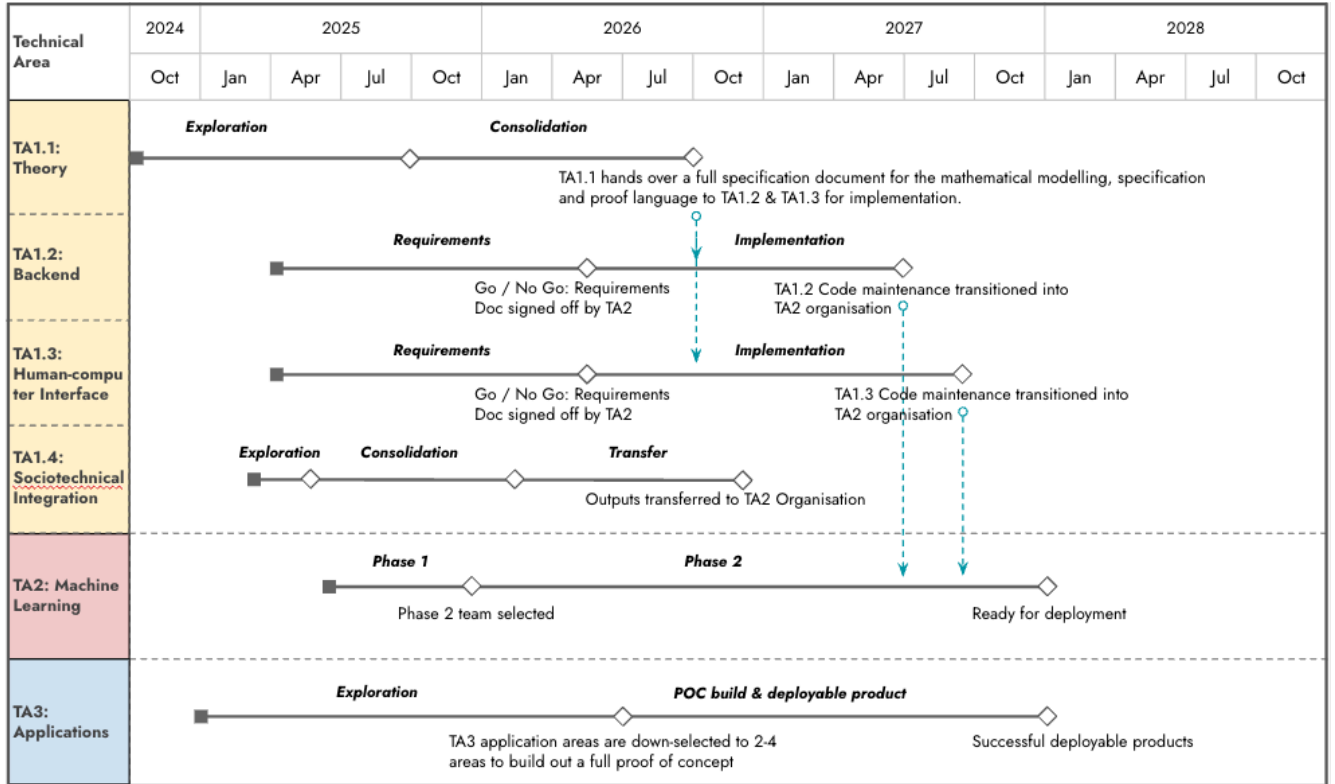 Technical
Area
2024
2025
2026
2027
2028
Oct
Jan
Apr
Jul
Oct
Jan
Apr
Jul
Oct
Jan
Apr
Jul
Oct
Jan
Apr
Jul
Oct
TA1.1:
Theory
Exploration
Consolidation
TA1.1 hands over a full specification document for the mathematical modelling, specification
and proof language to TA1.2 & TA1.3 for implementation.
TA1.2:
Backend
Requirements
Implementation
Go / No Go: Requirements
Doc signed off by TA2
TA1.2 Code maintenance transitioned into
TA2 organisation
TA1.3:
Human-compu
ter Interface
Requirements
Implementation
Go / No Go: Requirements
Doc signed off by TA2
TA1.3 Code maintenance transitioned into
TA2 organisation
TA1.4:
Sociotechnical
Integration
Exploration
Consolidation
Transfer
Outputs transferred to TA2 Organisation
TA2: Machine
Learning
Phase 1
Phase 2
Phase 2 team selected
Ready for deployment
TA3:
Applications
Exploration
POC build & deployable product
TA3 application areas are down-selected to 2-4
areas to build out a full proof of concept
Successful deployable products